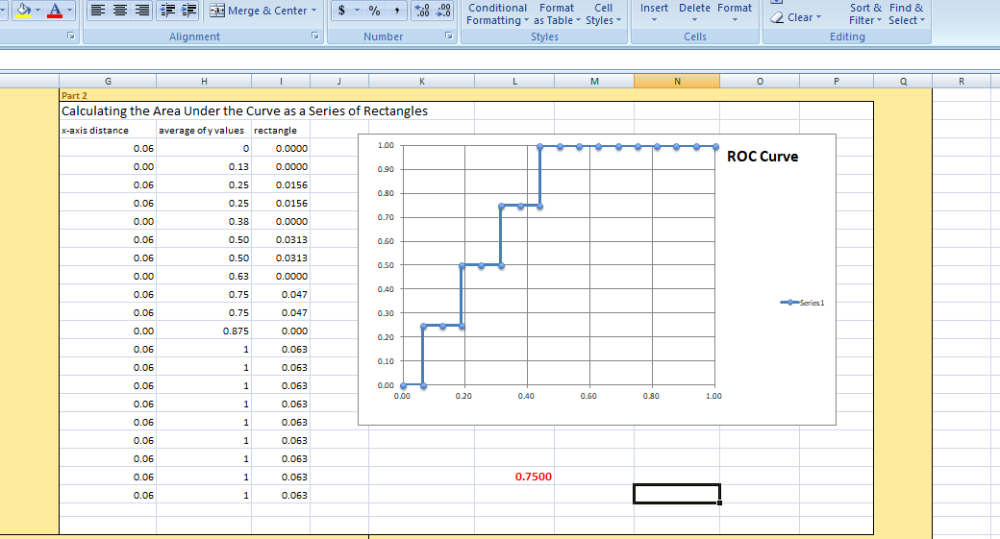 Merge & Center
$ % , .00 .00
Conditional Format Cell
Formatting as Table Styles
Insert Delete Format
Clear
Sort & Find &
Filter Select
Alignment Number Styles Cells Editing
G H I J K L M N O P Q R
Part 2
Calculating the Area Under the Curve as a Series of Rectangles
x-axis distance average of y values rectangle
0.06 0 0.0000
0.00 0.13 0.0000
0.06 0.25 0.0156
0.06 0.25 0.0156
0.00 0.38 0.0000
0.06 0.50 0.0313
0.06 0.50 0.0313
0.00 0.63 0.0000
0.06 0.75 0.047
0.06 0.75 0.047
0.00 0.875 0.000
0.06 1 0.063
0.06 1 0.063
0.06 1 0.063
0.06 1 0.063
0.06 1 0.063
0.06 1 0.063
0.06 1 0.063
0.06 1 0.063
0.06 1 0.063
ROC Curve
1.00
0.90
0.80
0.70
0.60
0.50
0.40
0.30
0.20
0.10
0.00
0.00 0.20 0.40 0.60 0.80 1.00
Series1
0.7500